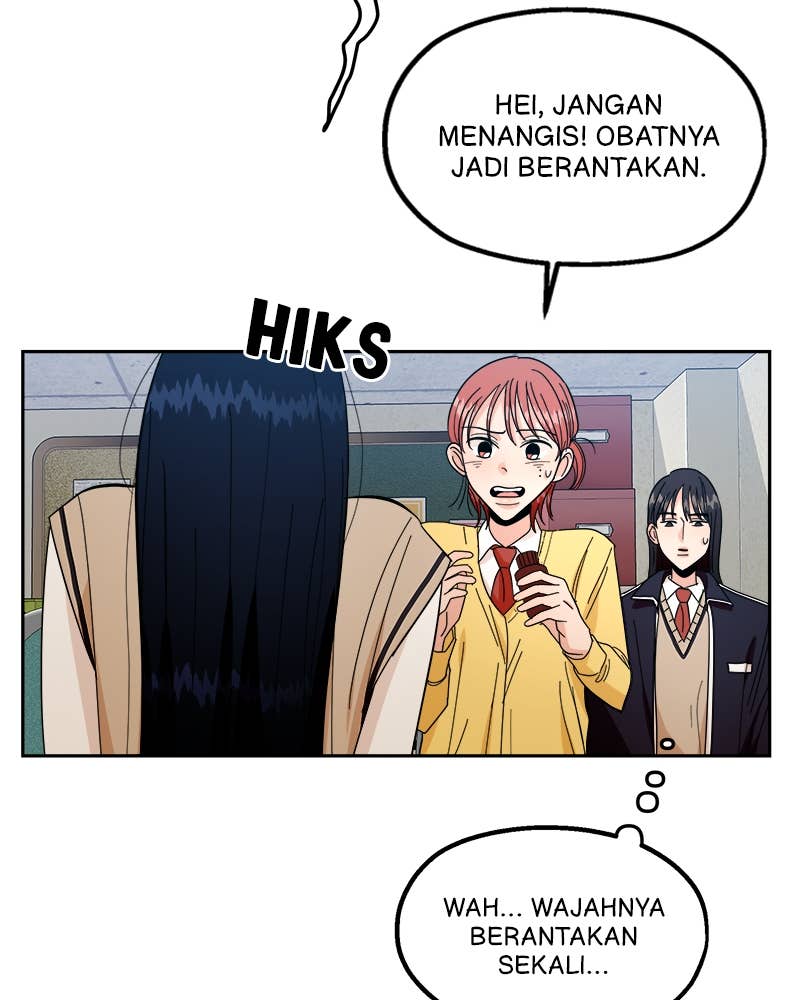 HEI, JANGAN
MENANGIS! OBATNYA
JADI BERANTAKAN.
HIKS
WAH... WAJAHNYA
BERANTAKAN
SEKALI...